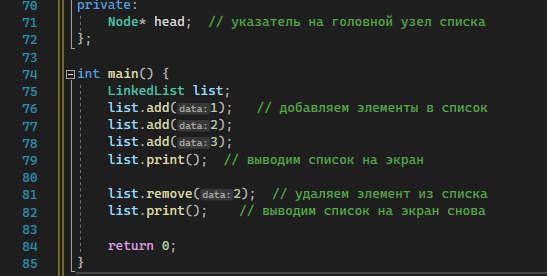 70 private:
71 Node* head; // указатель на головной узел списка
72 };
73
74 int main() {
75 LinkedList list;
76 list.add(data:1); // добавляем элементы в список
77 list.add(data:2);
78 list.add(data:3);
79 list.print(); // выводим список на экран
80
81 list.remove(data:2); // удаляем элемент из списка
82 list.print(); // выводим список на экран снова
83
84 return 0;
85 }